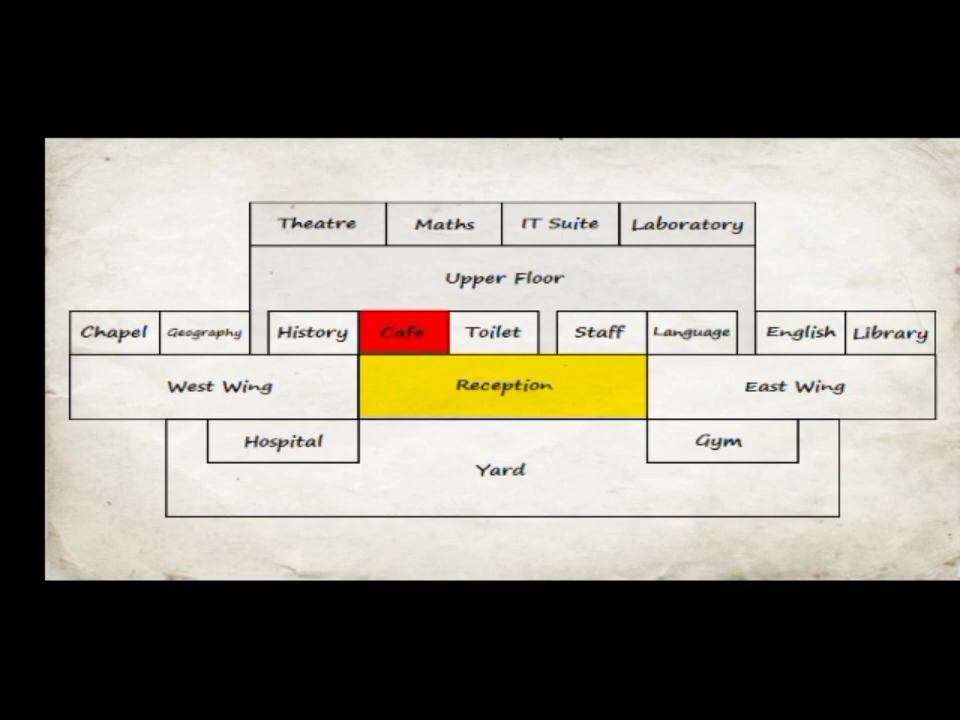 Theatre Maths IT Suite Laboratory
Upper Floor
Chapel Geography History Cafe Toilet Staff Language English Library
West Wing Reception East Wing
Hospital Gym
Yard